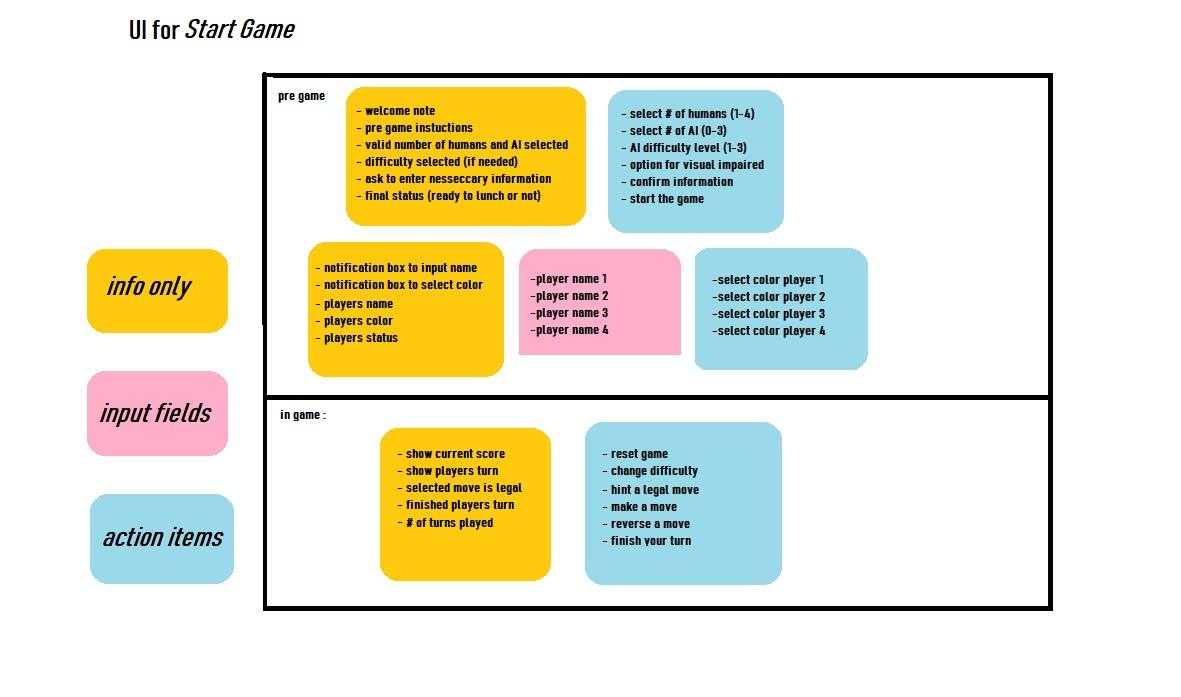 UI for Start Game
pre game
- welcome note
- pre game instuctions
- valid number of humans and AI selected
- difficulty selected (if needed)
- ask to enter nesseccary information
- final status (ready to lunch or not)
- select # of humans (1-4)
- select # of AI (0-3)
- AI difficulty level (1-3)
- option for visual impaired
- confirm information
- start the game
- notification box to input name
- notification box to select color
- players name
- players color
- players status
-player name 1
-player name 2
-player name 3
-player name 4
-select color player 1
-select color player 2
-select color player 3
-select color player 4
info only
input fields
action items
in game :
- show current score
- show players turn
- selected move is legal
- finished players turn
- # of turns played
- reset game
- change difficulty
- hint a legal move
- make a move
- reverse a move
- finish your turn